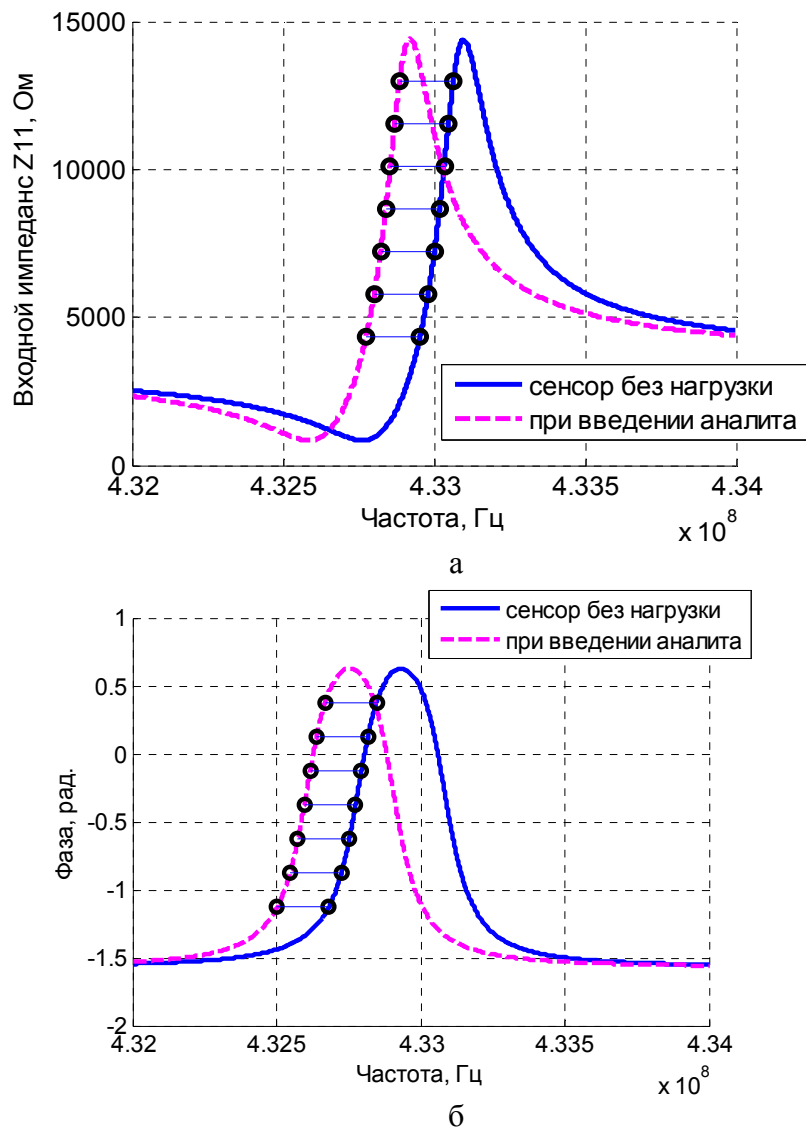 15000
10000
5000
0
Входной импеданс Z11, Ом
сенсор без нагрузки
при введении аналита
4.32 4.325 4.33 4.335 4.34
Частота, Гц
x 10^8
а
сенсор без нагрузки
при введении аналита
1
0.5
0
-0.5
-1
-1.5
-2
Фаза, рад.
4.32 4.325 4.33 4.335 4.34
Частота, Гц
x 10^8
б